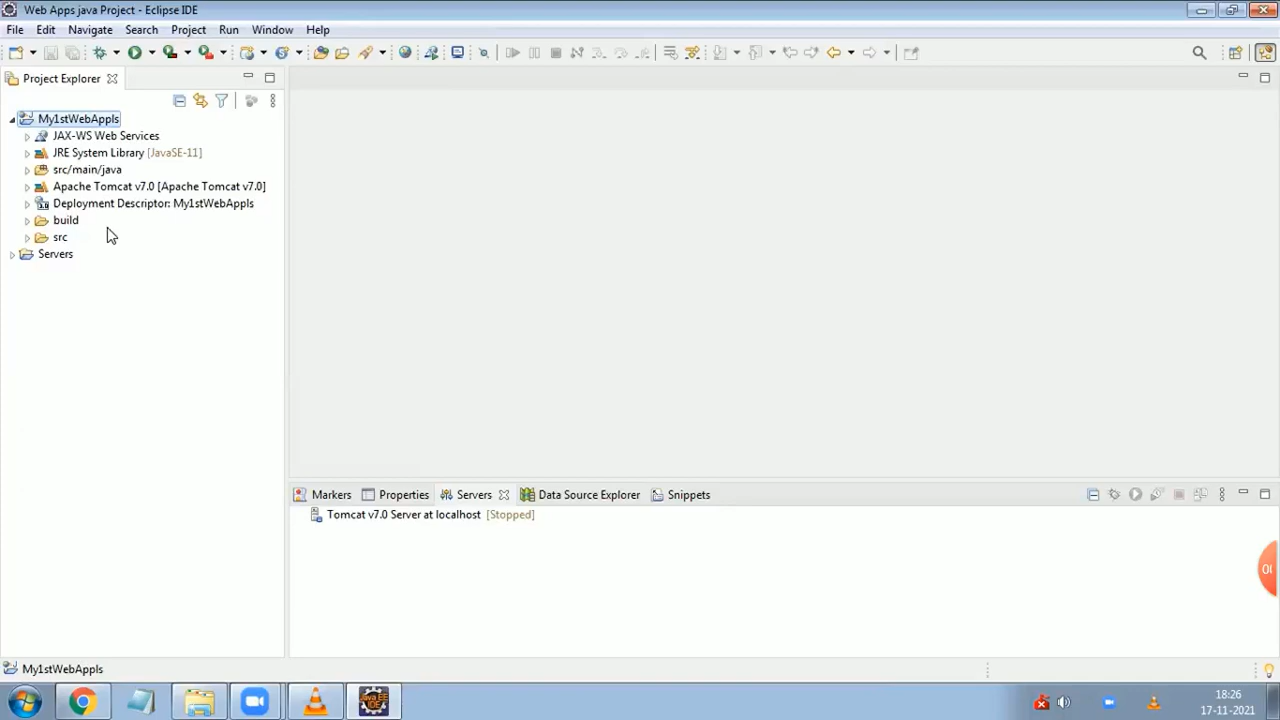 Web Apps java Project - Eclipse IDE
File Edit Navigate Search Project Run Window Help
Project Explorer
My1stWebAppls
JAX-WS Web Services
JRE System Library [JavaSE-11]
src/main/java
Apache Tomcat v7.0 [Apache Tomcat v7.0]
Deployment Descriptor: My1stWebAppls
build
src
Servers
Markers Properties Servers Data Source Explorer Snippets
Tomcat v7.0 Server at localhost [Stopped]
My1stWebAppls
Java EE
IDE
18:26
17-11-2021